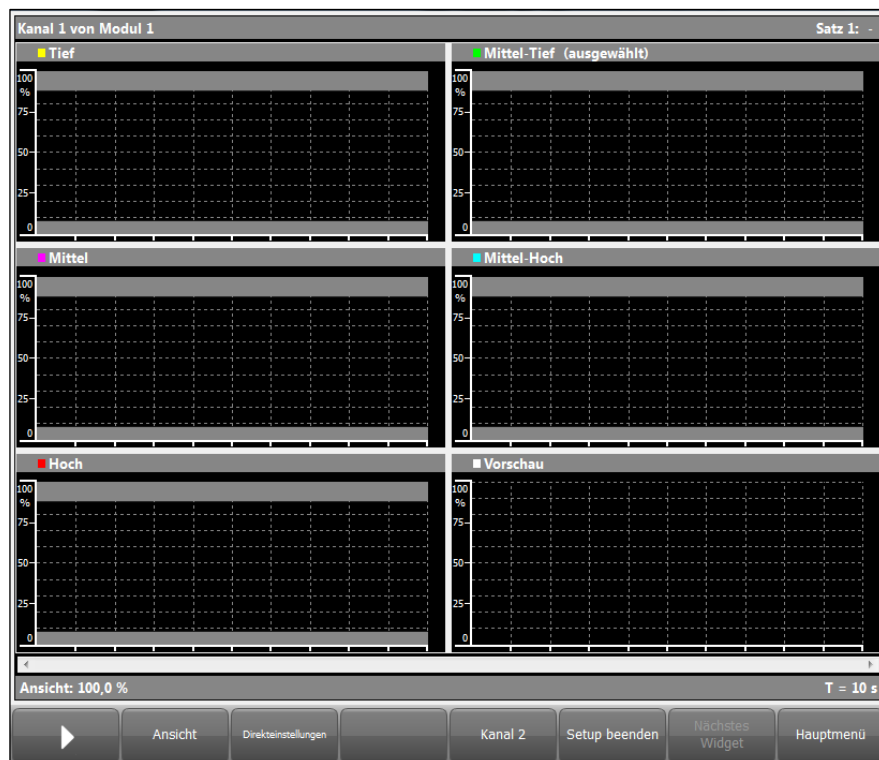 Kanal 1 von Modul 1 Satz 1: -
Tief
100
%
75
50
25
0
Mittel-Tief (ausgewählt)
100
%
75
50
25
0
Mittel
100
%
75
50
25
0
Mittel-Hoch
100
%
75
50
25
0
Hoch
100
%
75
50
25
0
Vorschau
100
%
75
50
25
0
Ansicht: 100,0 % T = 10 s
Ansicht
Direkteinstellungen
Kanal 2
Setup beenden
Nächstes
Widget
Hauptmenü